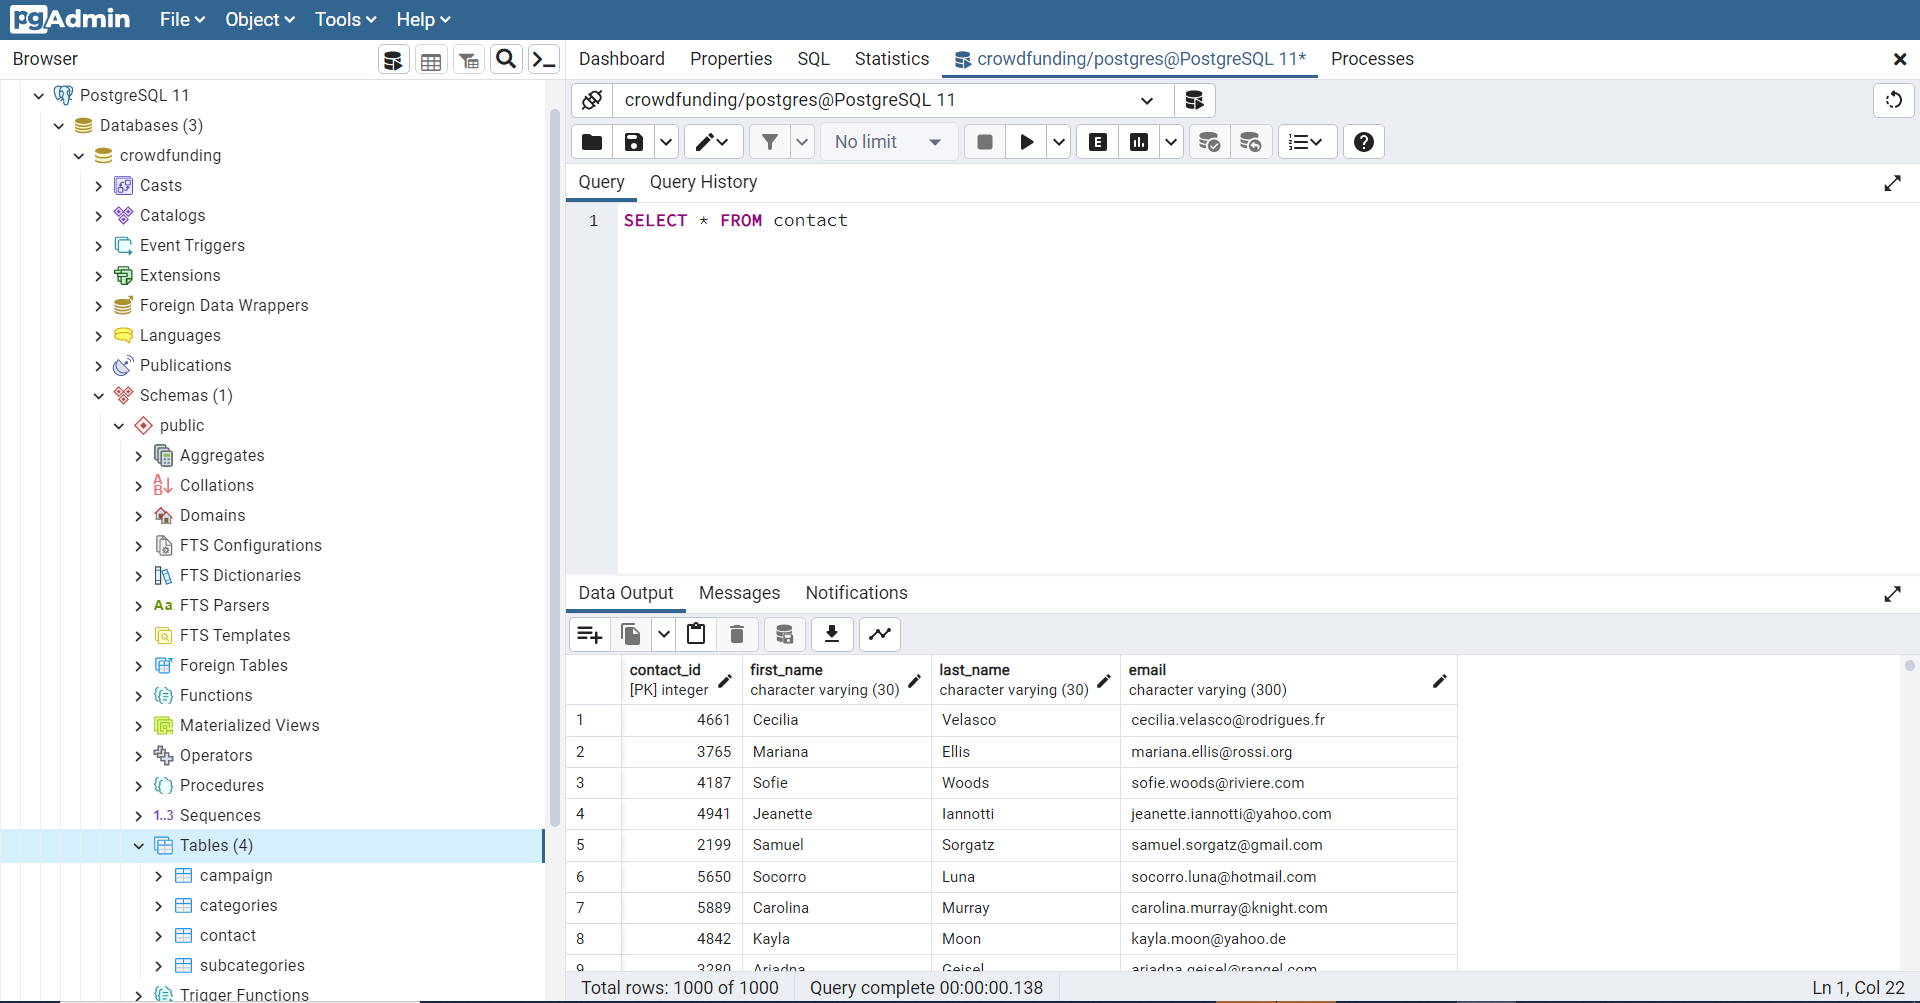 pgAdmin File Object Tools Help
Browser
Dashboard Properties SQL Statistics crowdfunding/postgres@PostgreSQL 11* Processes
PostgreSQL 11
Databases (3)
crowdfunding
Casts
Catalogs
Event Triggers
Extensions
Foreign Data Wrappers
Languages
Publications
Schemas (1)
public
Aggregates
Collations
Domains
FTS Configurations
FTS Dictionaries
Aa FTS Parsers
FTS Templates
Foreign Tables
Functions
Materialized Views
Operators
Procedures
1..3 Sequences
Tables (4)
campaign
categories
contact
subcategories
Trigger Functions
crowdfunding/postgres@PostgreSQL 11
No limit
E
Query Query History
1 SELECT * FROM contact
Data Output Messages Notifications
contact_id first_name last_name email
[PK] integer character varying (30) character varying (30) character varying (300)
1 4661 Cecilia Velasco cecilia.velasco@rodrigues.fr
2 3765 Mariana Ellis mariana.ellis@rossi.org
3 4187 Sofie Woods sofie.woods@riviere.com
4 4941 Jeanette Iannotti jeanette.iannotti@yahoo.com
5 2199 Samuel Sorgatz samuel.sorgatz@gmail.com
6 5650 Socorro Luna socorro.luna@hotmail.com
7 5889 Carolina Murray carolina.murray@knight.com
8 4842 Kayla Moon kayla.moon@yahoo.de
9 3280 Ariadna Geisel ariadna.geisel@rangel.com
Total rows: 1000 of 1000 Query complete 00:00:00.138 Ln 1, Col 22